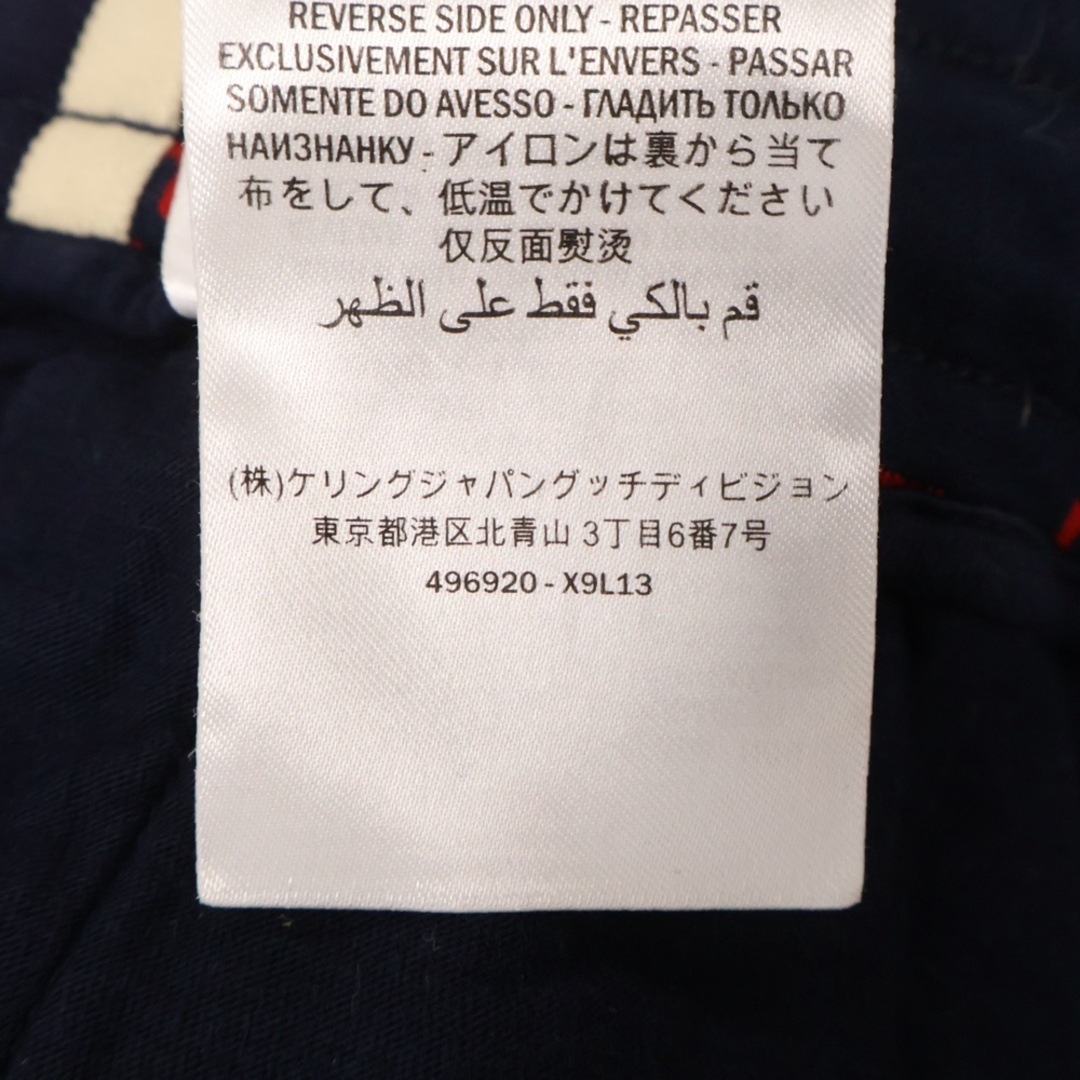 REVERSE SIDE ONLY - REPASSER
EXCLUSIVEMENT SUR L'ENVERS - PASSAR
SOMENTE DO AVESSO - ГЛАДИТЬ ТОЛЬКО
НАИЗНАНКУ - アイロンは裏から当て
布をして、低温でかけてください
仅反面熨烫
قم بالكي فقط على الظهر
(株)ケリングジャパングッチディビジョン
東京都港区北青山 3丁目6番7号
496920 - X9L13